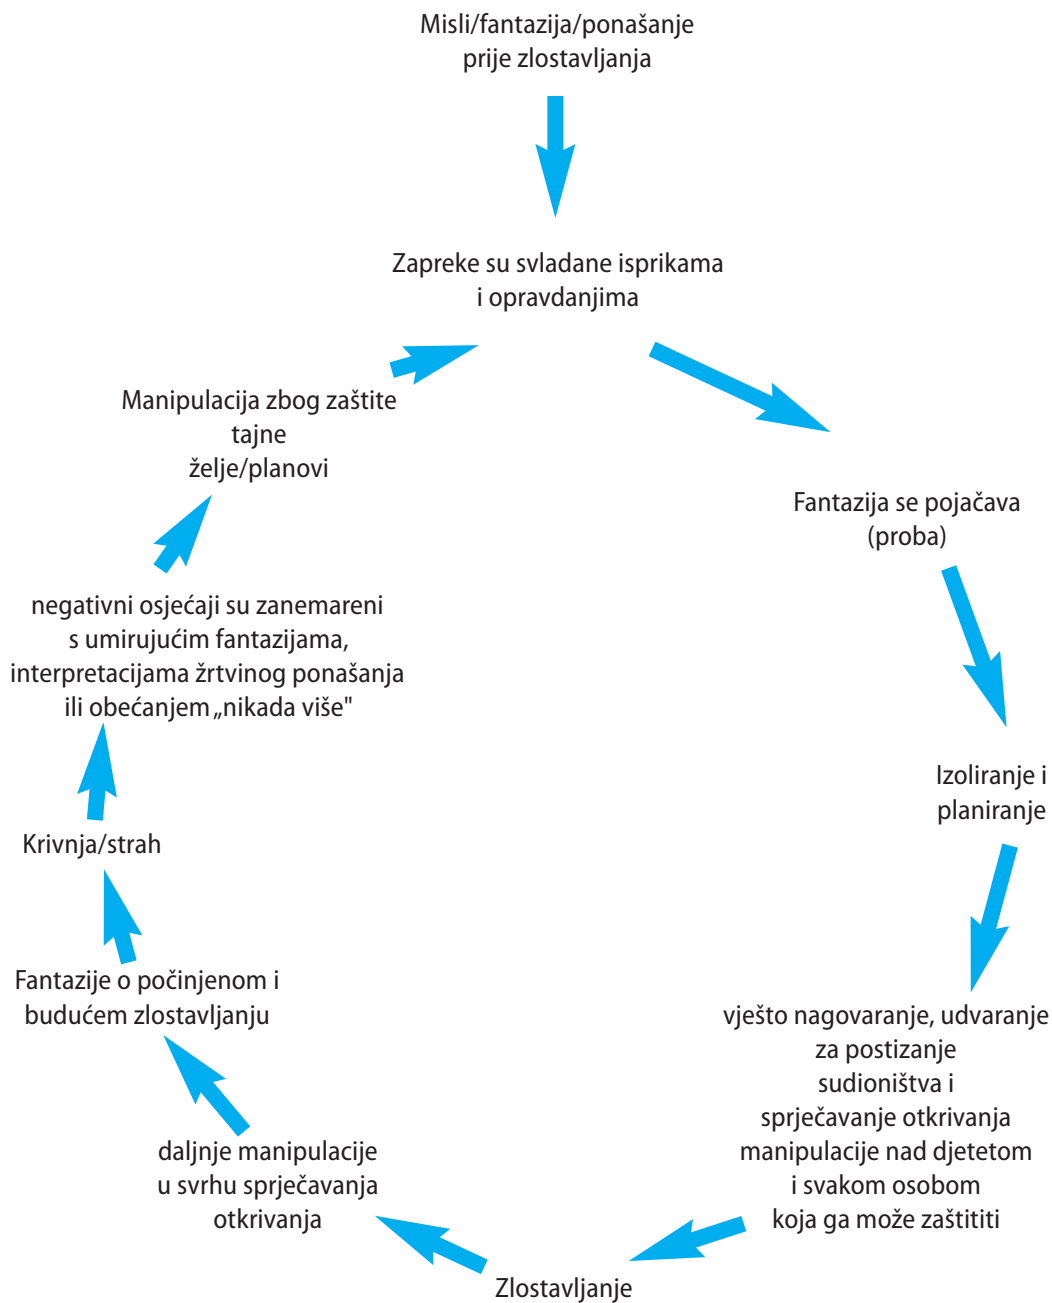 Misli/fantazija/ponašanje
prije zlostavljanja
Zapreke su svladane isprikama
i opravdanjima
Fantazija se pojačava
(proba)
Izoliranje i
planiranje
vješto nagovaranje, udvaranje
za postizanje
sudioništva i
sprječavanje otkrivanja
manipulacije nad djetetom
i svakom osobom
koja ga može zaštititi
Zlostavljanje
daljnje manipulacije
u svrhu sprječavanja
otkrivanja
Fantazije o počinjenom i
budućem zlostavljanju
Krivnja/strah
negativni osjećaji su zanemareni
s umirujućim fantazijama,
interpretacijama žrtvinog ponašanja
ili obećanjem „nikada više"
Manipulacija zbog zaštite
tajne
želje/planovi